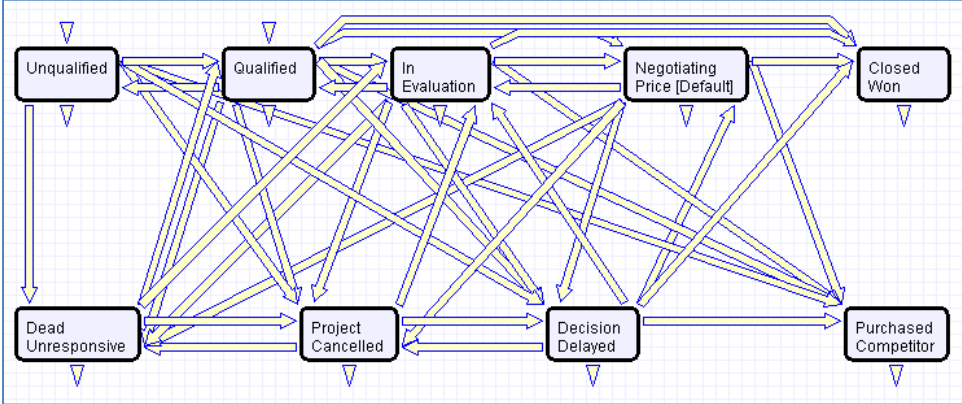 Unqualified
Qualified
In
Evaluation
Negotiating
Price [Default]
Closed
Won
Dead
Unresponsive
Project
Cancelled
Decision
Delayed
Purchased
Competitor